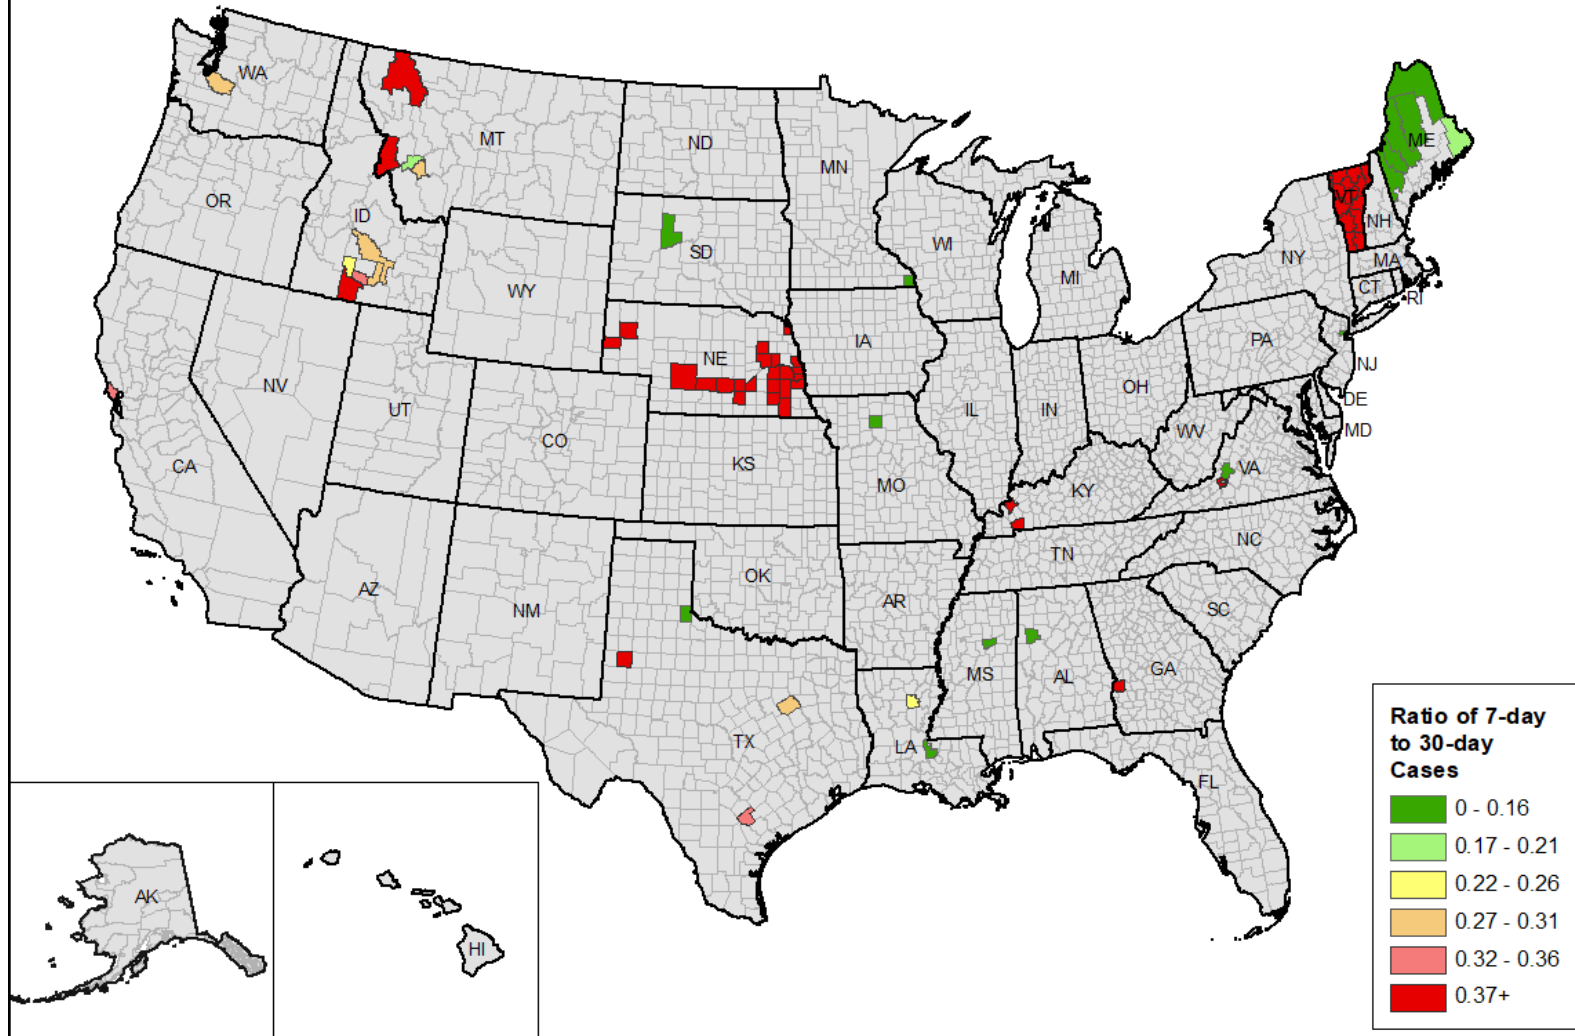 WA
MT
ND
MN
ME
OR
ID
SD
WI
MI
VT
NH
NY
MA
CT
RI
WY
NE
IA
PA
NJ
NV
UT
CO
IL
IN
OH
DE
MD
WV
CA
KS
MO
KY
VA
AZ
NM
OK
AR
TN
NC
SC
MS
AL
GA
TX
LA
FL
AK
HI
Ratio of 7-day
to 30-day
Cases
0 - 0.16
0.17 - 0.21
0.22 - 0.26
0.27 - 0.31
0.32 - 0.36
0.37+